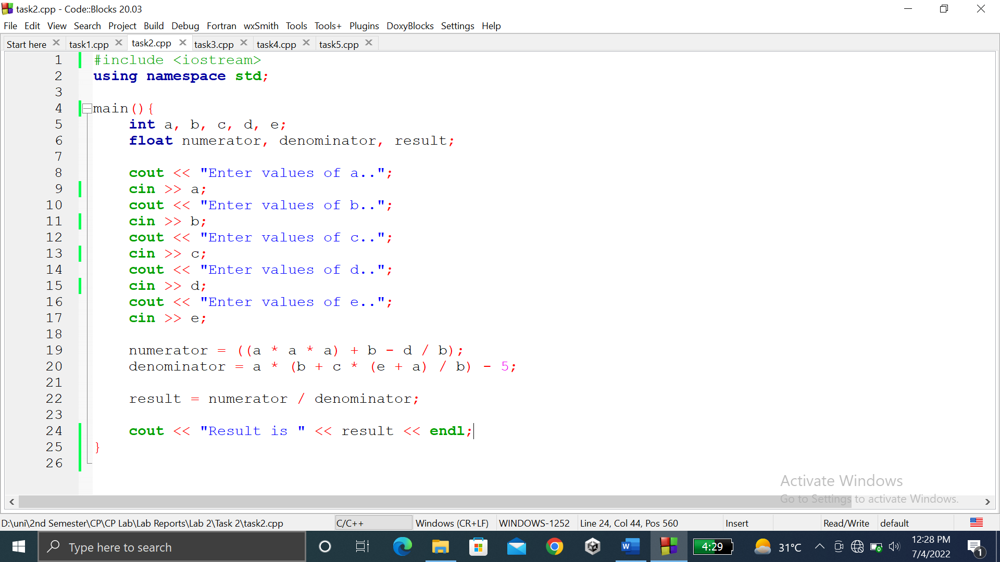 task2.cpp - Code::Blocks 20.03
File Edit View Search Project Build Debug Fortran wxSmith Tools Tools+ Plugins DoxyBlocks Settings Help
Start here task1.cpp task2.cpp task3.cpp task4.cpp task5.cpp
1 #include <iostream>
2 using namespace std;
3
4 main(){
5 int a, b, c, d, e;
6 float numerator, denominator, result;
7
8 cout << "Enter values of a..";
9 cin >> a;
10 cout << "Enter values of b..";
11 cin >> b;
12 cout << "Enter values of c..";
13 cin >> c;
14 cout << "Enter values of d..";
15 cin >> d;
16 cout << "Enter values of e..";
17 cin >> e;
18
19 numerator = ((a * a * a) + b - d / b);
20 denominator = a * (b + c * (e + a) / b) - 5;
21
22 result = numerator / denominator;
23
24 cout << "Result is " << result << endl;
25 }
26
Activate Windows
Go to Settings to activate Windows.
D:\uni\2nd Semester\CP\CP Lab\Lab Reports\Lab 2\Task 2\task2.cpp C/C++ Windows (CR+LF) WINDOWS-1252 Line 24, Col 44, Pos 560 Insert Read/Write default
Type here to search W 4:29 31°C 12:28 PM
7/4/2022 1